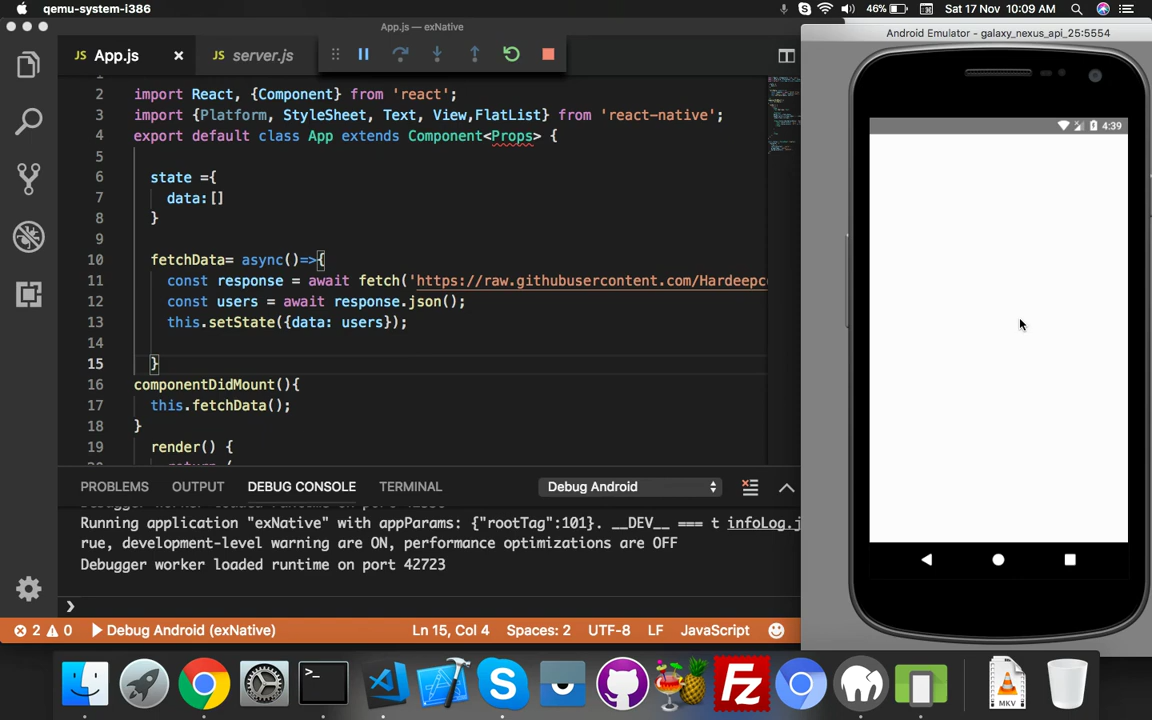 qemu-system-i386
46%
Sat 17 Nov 10:09 AM
App.js — exNative
Android Emulator - galaxy_nexus_api_25:5554
JS App.js
JS server.js
4:39
2 import React, {Component} from 'react';
3 import {Platform, StyleSheet, Text, View,FlatList} from 'react-native';
4 export default class App extends Component<Props> {
5
6 state ={
7 data:[]
8 }
9
10 fetchData= async()=>{
11 const response = await fetch('https://raw.githubusercontent.com/Hardeepc
12 const users = await response.json();
13 this.setState({data: users});
14
15 }
16 componentDidMount(){
17 this.fetchData();
18 }
19 render() {
PROBLEMS OUTPUT DEBUG CONSOLE TERMINAL Debug Android
Running application "exNative" with appParams: {"rootTag":101}. __DEV__ === t infoLog.j
rue, development-level warning are ON, performance optimizations are OFF
Debugger worker loaded runtime on port 42723
2 0 Debug Android (exNative) Ln 15, Col 4 Spaces: 2 UTF-8 LF JavaScript
MKV